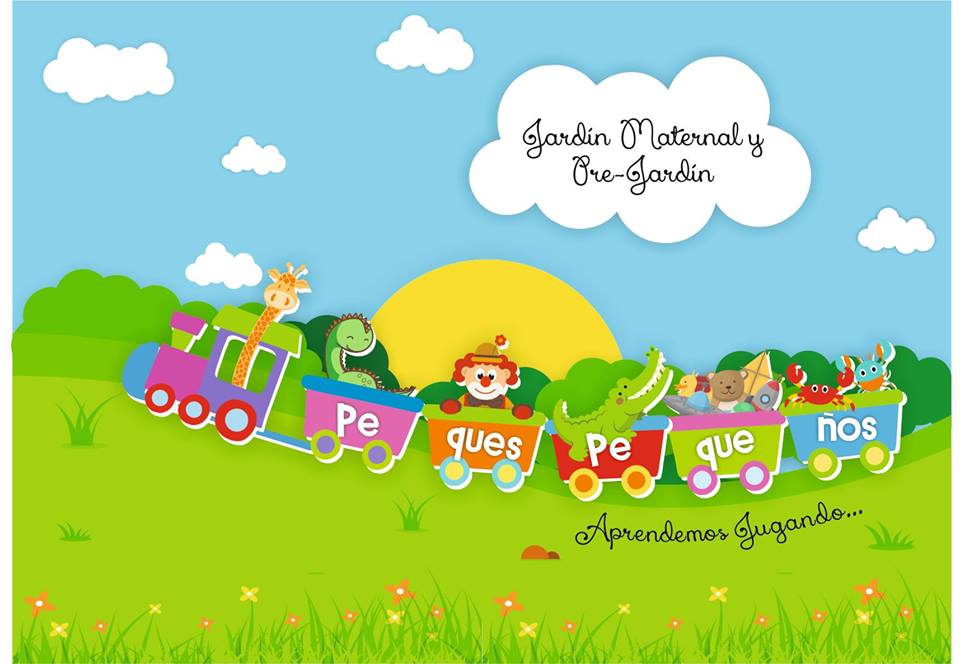 Jardín Maternal y
Pre-Jardín
Pe ques Pe que ños
Aprendemos Jugando...